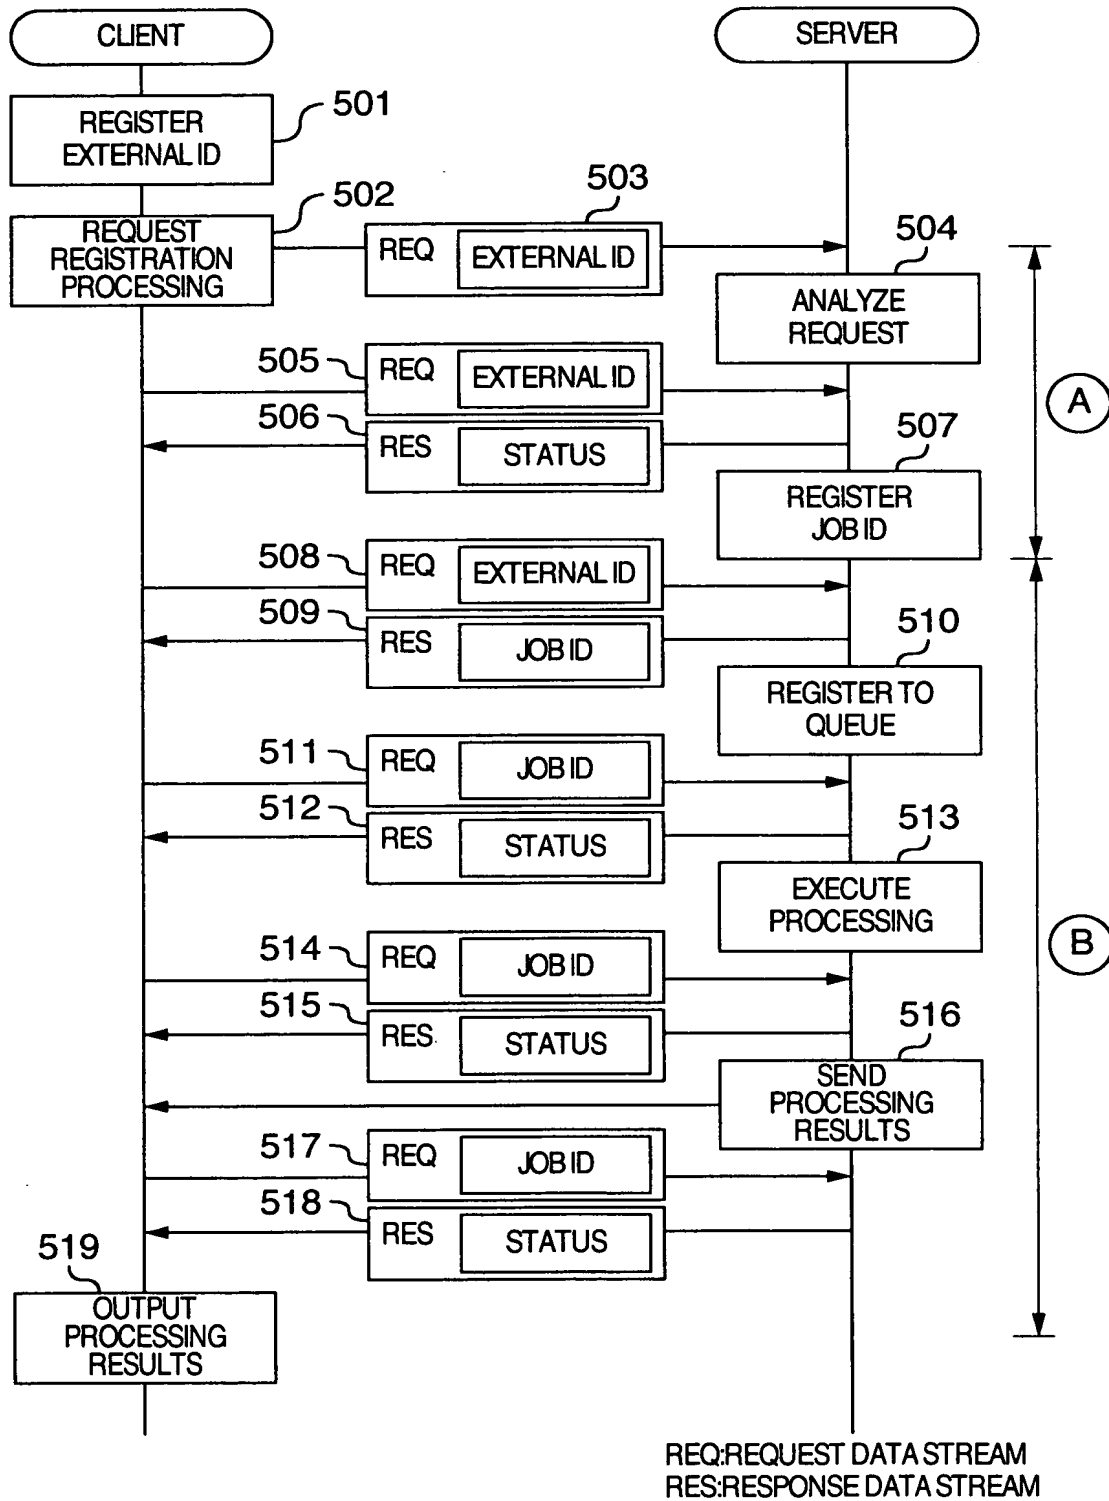 CLIENT
SERVER
501
REGISTER
EXTERNAL ID
502
503
REQUEST
REGISTRATION
PROCESSING
REQ
EXTERNAL ID
504
ANALYZE
REQUEST
505
REQ
EXTERNAL ID
A
506
RES
STATUS
507
REGISTER
JOB ID
508
REQ
EXTERNAL ID
509
RES
JOB ID
510
REGISTER TO
QUEUE
511
REQ
JOB ID
512
RES
STATUS
513
EXECUTE
PROCESSING
B
514
REQ
JOB ID
515
RES
STATUS
516
SEND
PROCESSING
RESULTS
517
REQ
JOB ID
518
RES
STATUS
519
OUTPUT
PROCESSING
RESULTS
REQ:REQUEST DATA STREAM
RES:RESPONSE DATA STREAM